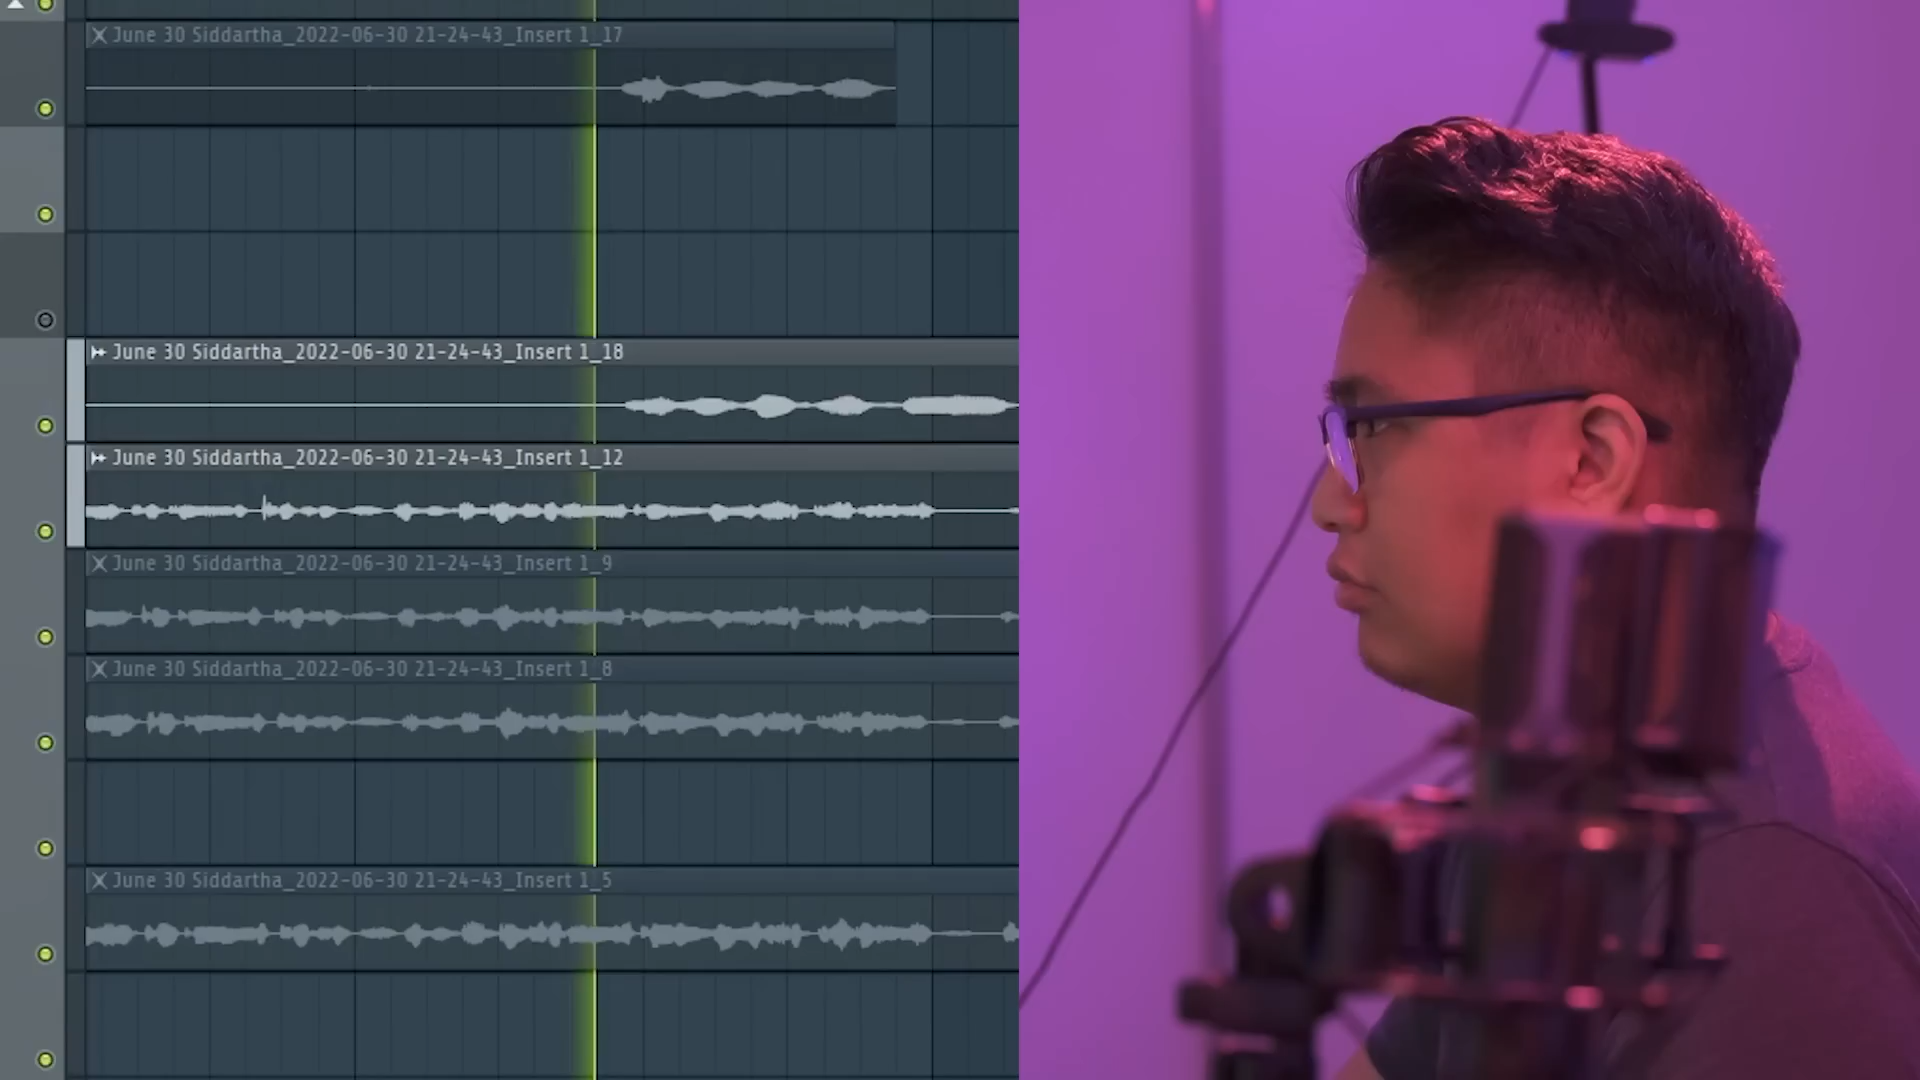 June 30 Siddartha_2022-06-30 21-24-43_Insert 1_17
June 30 Siddartha_2022-06-30 21-24-43_Insert 1_18
June 30 Siddartha_2022-06-30 21-24-43_Insert 1_12
June 30 Siddartha_2022-06-30 21-24-43_Insert 1_9
June 30 Siddartha_2022-06-30 21-24-43_Insert 1_8
June 30 Siddartha_2022-06-30 21-24-43_Insert 1_5